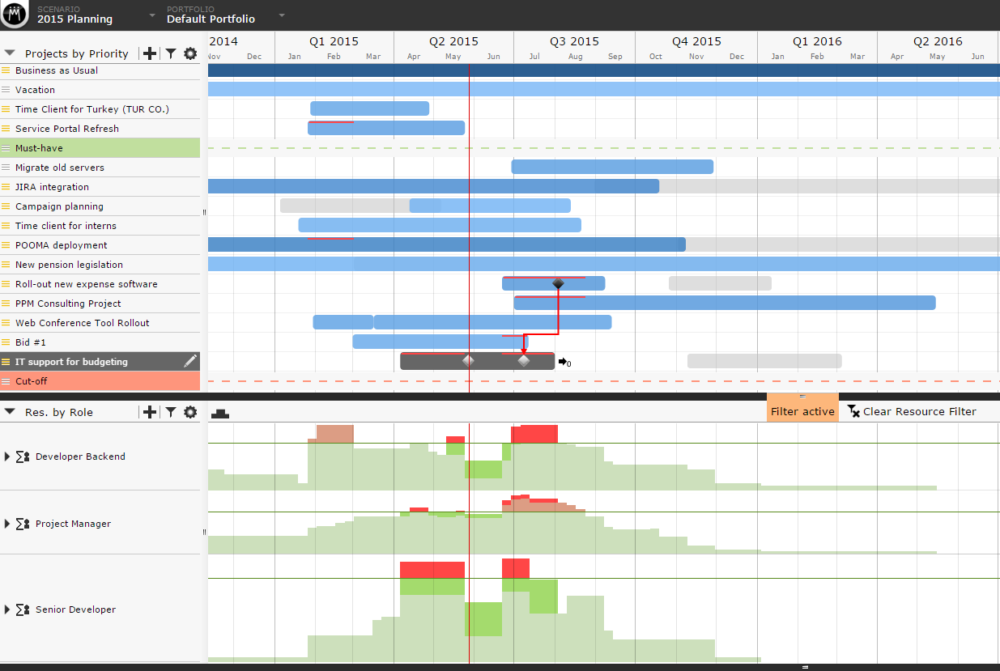 SCENARIO
2015 Planning
PORTFOLIO
Default Portfolio
Projects by Priority
2014 Q1 2015 Q2 2015 Q3 2015 Q4 2015 Q1 2016 Q2 2016
Nov Dec Jan Feb Mar Apr May Jun Jul Aug Sep Oct Nov Dec Jan Feb Mar Apr May Jun
Business as Usual
Vacation
Time Client for Turkey (TUR CO.)
Service Portal Refresh
Must-have
Migrate old servers
JIRA integration
Campaign planning
Time client for interns
POOMA deployment
New pension legislation
Roll-out new expense software
PPM Consulting Project
Web Conference Tool Rollout
Bid #1
IT support for budgeting
0
Cut-off
Res. by Role
Filter active
Clear Resource Filter
Developer Backend
Project Manager
Senior Developer